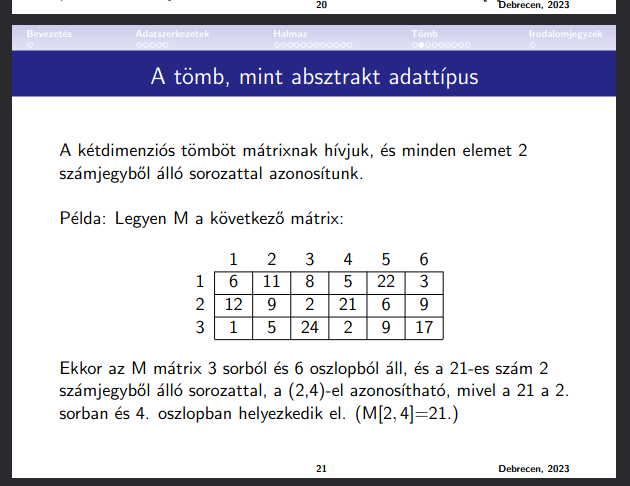 20 Debrecen, 2023
Bevezetés Adatszerkezetek Halmaz Tömb Irodalomjegyzék
A tömb, mint absztrakt adattípus
A kétdimenziós tömböt mátrixnak hívjuk, és minden elemet 2
számjegyből álló sorozattal azonosítunk.
Példa: Legyen M a következő mátrix:
1 2 3 4 5 6
1 6 11 8 5 22 3
2 12 9 2 21 6 9
3 1 5 24 2 9 17
Ekkor az M mátrix 3 sorból és 6 oszlopból áll, és a 21-es szám 2
számjegyből álló sorozattal, a (2,4)-el azonosítható, mivel a 21 a 2.
sorban és 4. oszlopban helyezkedik el. (M[2, 4]=21.)
21 Debrecen, 2023